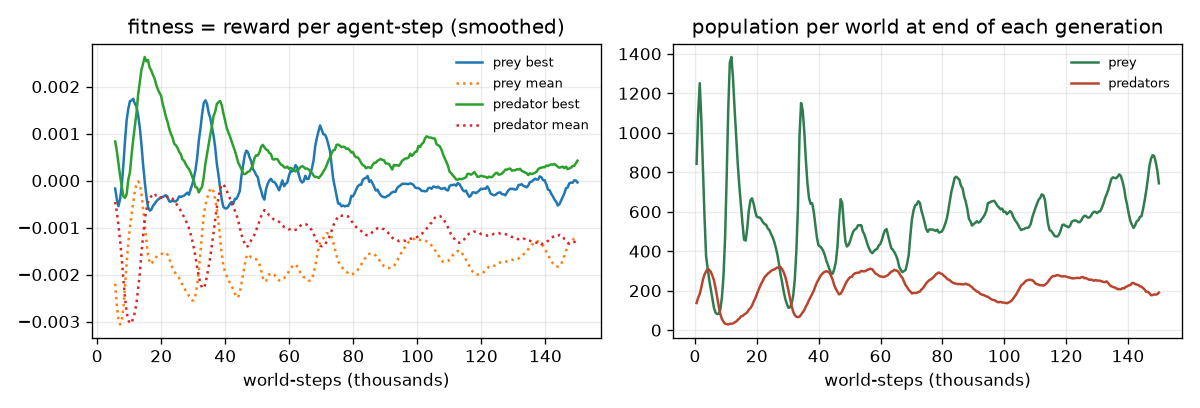 fitness = reward per agent-step (smoothed)
prey best
prey mean
predator best
predator mean
0.002
0.001
0.000
−0.001
−0.002
−0.003
0 20 40 60 80 100 120 140
world-steps (thousands)
population per world at end of each generation
prey
predators
1400
1200
1000
800
600
400
200
0
0 20 40 60 80 100 120 140
world-steps (thousands)